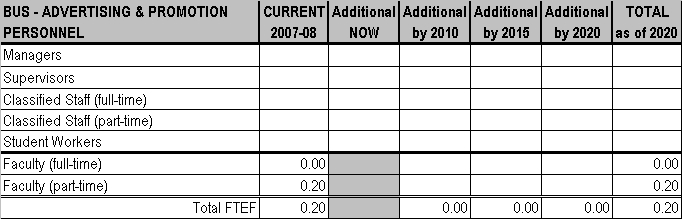 BUS - ADVERTISING & PROMOTION CURRENT Additional Additional Additional Additional TOTAL
PERSONNEL 2007-08 NOW by 2010 by 2015 by 2020 as of 2020
Managers
Supervisors
Classified Staff (full-time)
Classified Staff (part-time)
Student Workers
Faculty (full-time) 0.00 0.00
Faculty (part-time) 0.20 0.20
Total FTEF 0.20 0.00 0.00 0.00 0.20